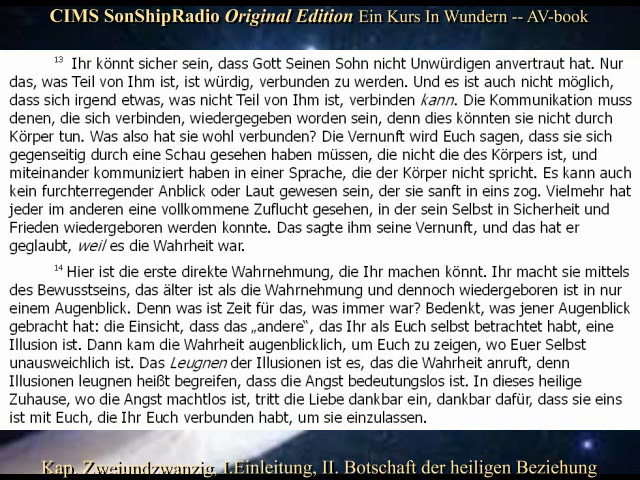 CIMS SonShipRadio Original Edition Ein Kurs In Wundern -- AV-book
13 Ihr könnt sicher sein, dass Gott Seinen Sohn nicht Unwürdigen anvertraut hat. Nur
das, was Teil von Ihm ist, ist würdig, verbunden zu werden. Und es ist auch nicht möglich,
dass sich irgend etwas, was nicht Teil von Ihm ist, verbinden kann. Die Kommunikation muss
denen, die sich verbinden, wiedergegeben worden sein, denn dies könnten sie nicht durch
Körper tun. Was also hat sie wohl verbunden? Die Vernunft wird Euch sagen, dass sie sich
gegenseitig durch eine Schau gesehen haben müssen, die nicht die des Körpers ist, und
miteinander kommuniziert haben in einer Sprache, die der Körper nicht spricht. Es kann auch
kein furchterregender Anblick oder Laut gewesen sein, der sie sanft in eins zog. Vielmehr hat
jeder im anderen eine vollkommene Zuflucht gesehen, in der sein Selbst in Sicherheit und
Frieden wiedergeboren werden konnte. Das sagte ihm seine Vernunft, und das hat er
geglaubt, weil es die Wahrheit war.
14 Hier ist die erste direkte Wahrnehmung, die Ihr machen könnt. Ihr macht sie mittels
des Bewusstseins, das älter ist als die Wahrnehmung und dennoch wiedergeboren ist in nur
einem Augenblick. Denn was ist Zeit für das, was immer war? Bedenkt, was jener Augenblick
gebracht hat: die Einsicht, dass das „andere“, das Ihr als Euch selbst betrachtet habt, eine
Illusion ist. Dann kam die Wahrheit augenblicklich, um Euch zu zeigen, wo Euer Selbst
unausweichlich ist. Das Leugnen der Illusionen ist es, das die Wahrheit anruft, denn
Illusionen leugnen heißt begreifen, dass die Angst bedeutungslos ist. In dieses heilige
Zuhause, wo die Angst machtlos ist, tritt die Liebe dankbar ein, dankbar dafür, dass sie eins
ist mit Euch, die Ihr Euch verbunden habt, um sie einzulassen.
Kap. Zweiundzwanzig, I.Einleitung, II. Botschaft der heiligen Beziehung